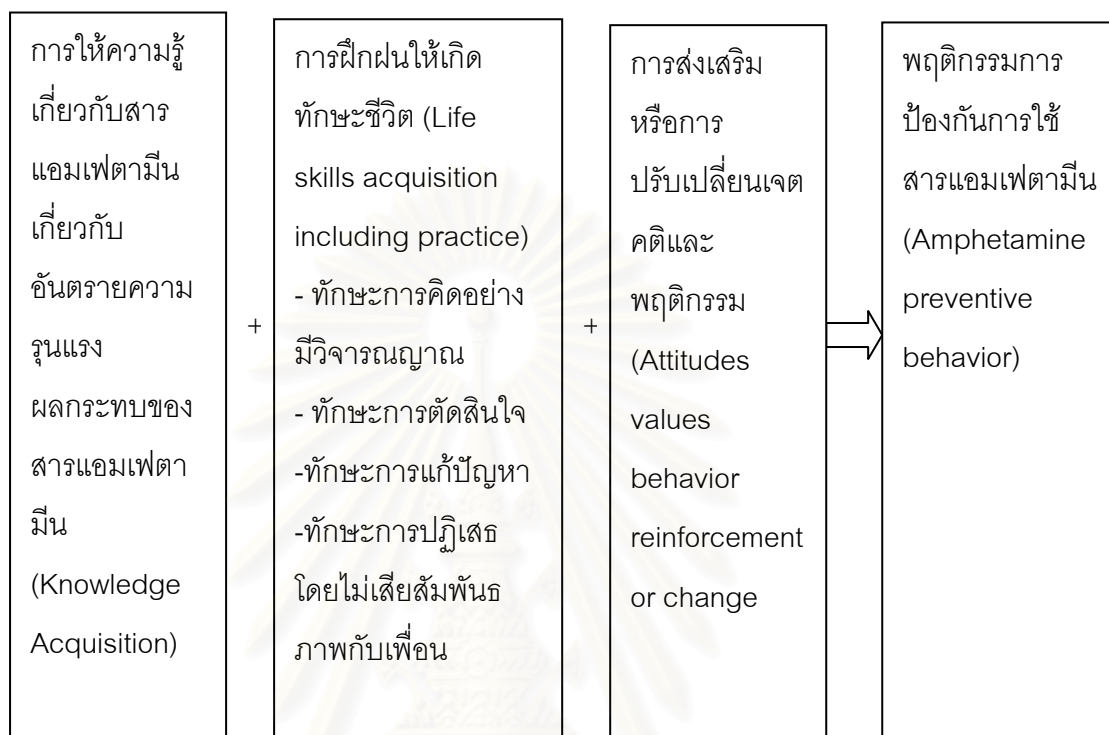 การให้ความรู้
เกี่ยวกับสาร
แอมเฟตามีน
เกี่ยวกับ
อันตรายความ
รุนแรง
ผลกระทบของ
สารแอมเฟตา
มีน
(Knowledge
Acquisition)
+
การฝึกฝนให้เกิด
ทักษะชีวิต (Life
skills acquisition
including practice)
- ทักษะการคิดอย่าง
มีวิจารณญาณ
- ทักษะการตัดสินใจ
-ทักษะการแก้ปัญหา
-ทักษะการปฏิเสธ
โดยไม่เสียสัมพันธ
ภาพกับเพื่อน
+
การส่งเสริม
หรือการ
ปรับเปลี่ยนเจต
คติและ
พฤติกรรม
(Attitudes
values
behavior
reinforcement
or change
พฤติกรรมการ
ป้องกันการใช้
สารแอมเฟตามีน
(Amphetamine
preventive
behavior)